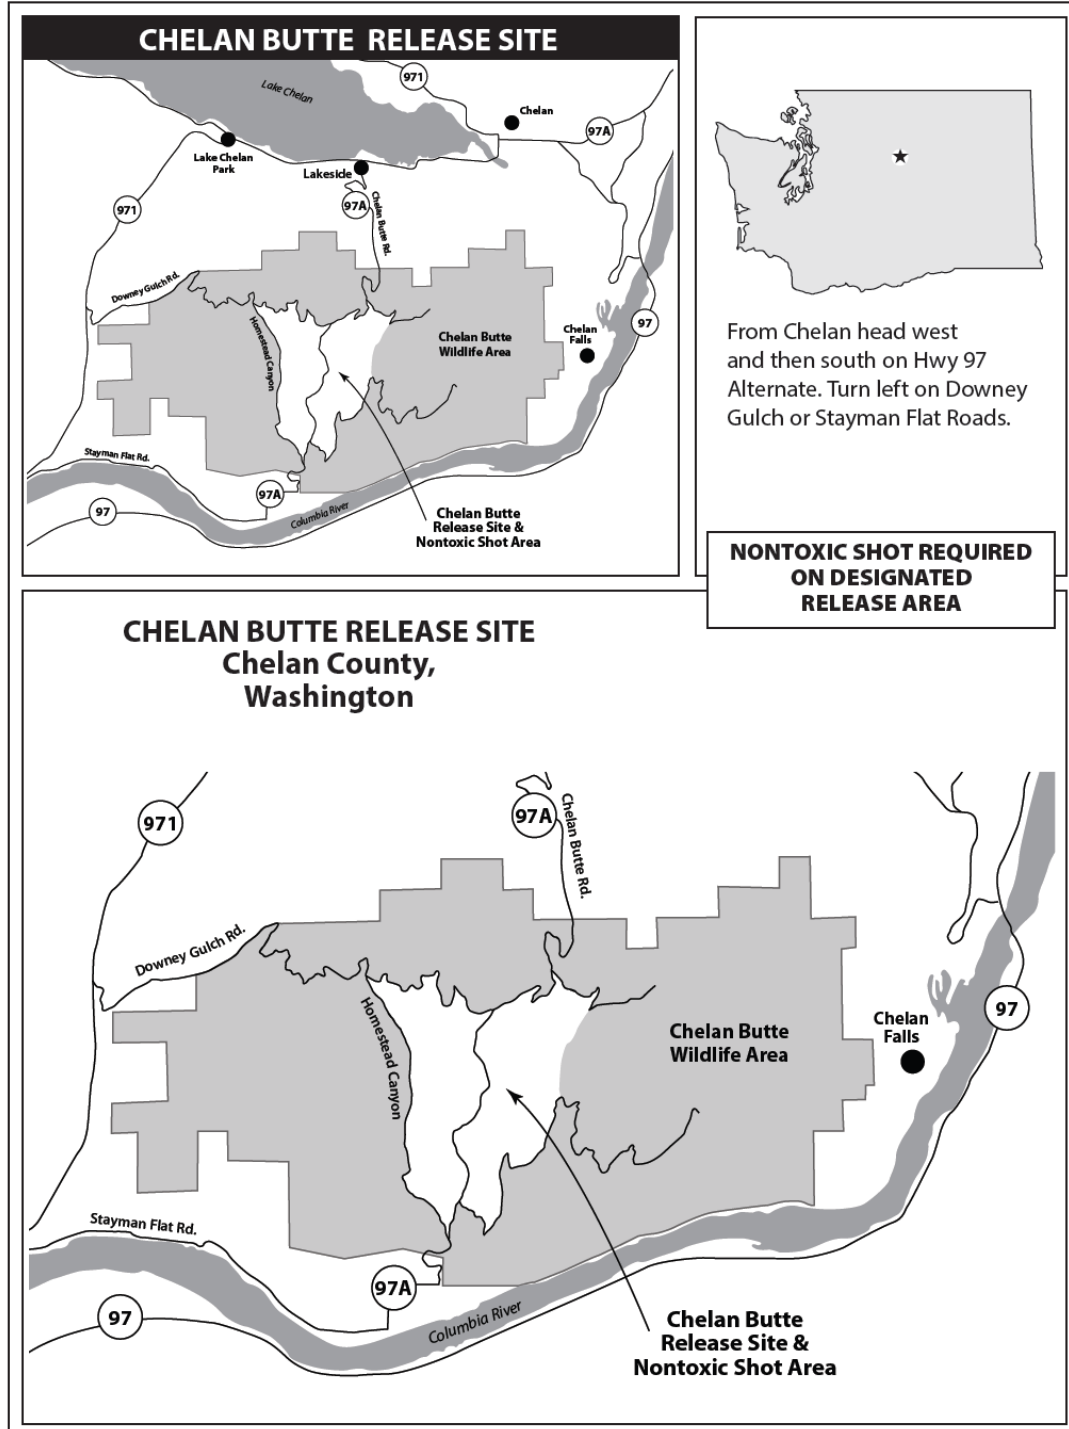 CHELAN BUTTE RELEASE SITE
Lake Chelan
971
Chelan
97A
Lake Chelan
Park
Lakeside
97A
Chelan Butte Rd.
971
Downey Gulch Rd.
Homestead Canyon
Chelan Butte
Wildlife Area
Chelan
Falls
97
Stayman Flat Rd.
97A
97
Columbia River
Chelan Butte
Release Site &
Nontoxic Shot Area
From Chelan head west
and then south on Hwy 97
Alternate. Turn left on Downey
Gulch or Stayman Flat Roads.
NONTOXIC SHOT REQUIRED
ON DESIGNATED
RELEASE AREA
CHELAN BUTTE RELEASE SITE
Chelan County,
Washington
971
97A
Chelan Butte Rd.
Downey Gulch Rd.
Homestead Canyon
Chelan Butte
Wildlife Area
Chelan
Falls
97
Stayman Flat Rd.
97A
97
Columbia River
Chelan Butte
Release Site &
Nontoxic Shot Area